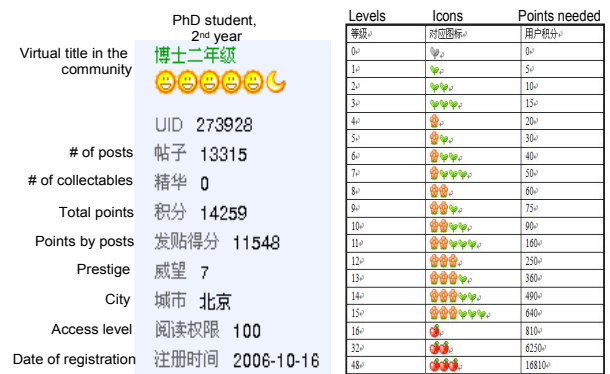 PhD student,
2nd year
Virtual title in the
community
博士二年级
UID 273928
# of posts
帖子 13315
# of collectables
精华 0
Total points
积分 14259
Points by posts
发贴得分 11548
Prestige
威望 7
City
城市 北京
Access level
阅读权限 100
Date of registration
注册时间 2006-10-16
Levels Icons Points needed
等级 对应图标 用户积分
0 0
1 5
2 10
3 15
4 20
5 30
6 40
7 50
8 60
9 75
10 90
11 160
12 250
13 360
14 490
15 640
16 810
32 6250
48 16810